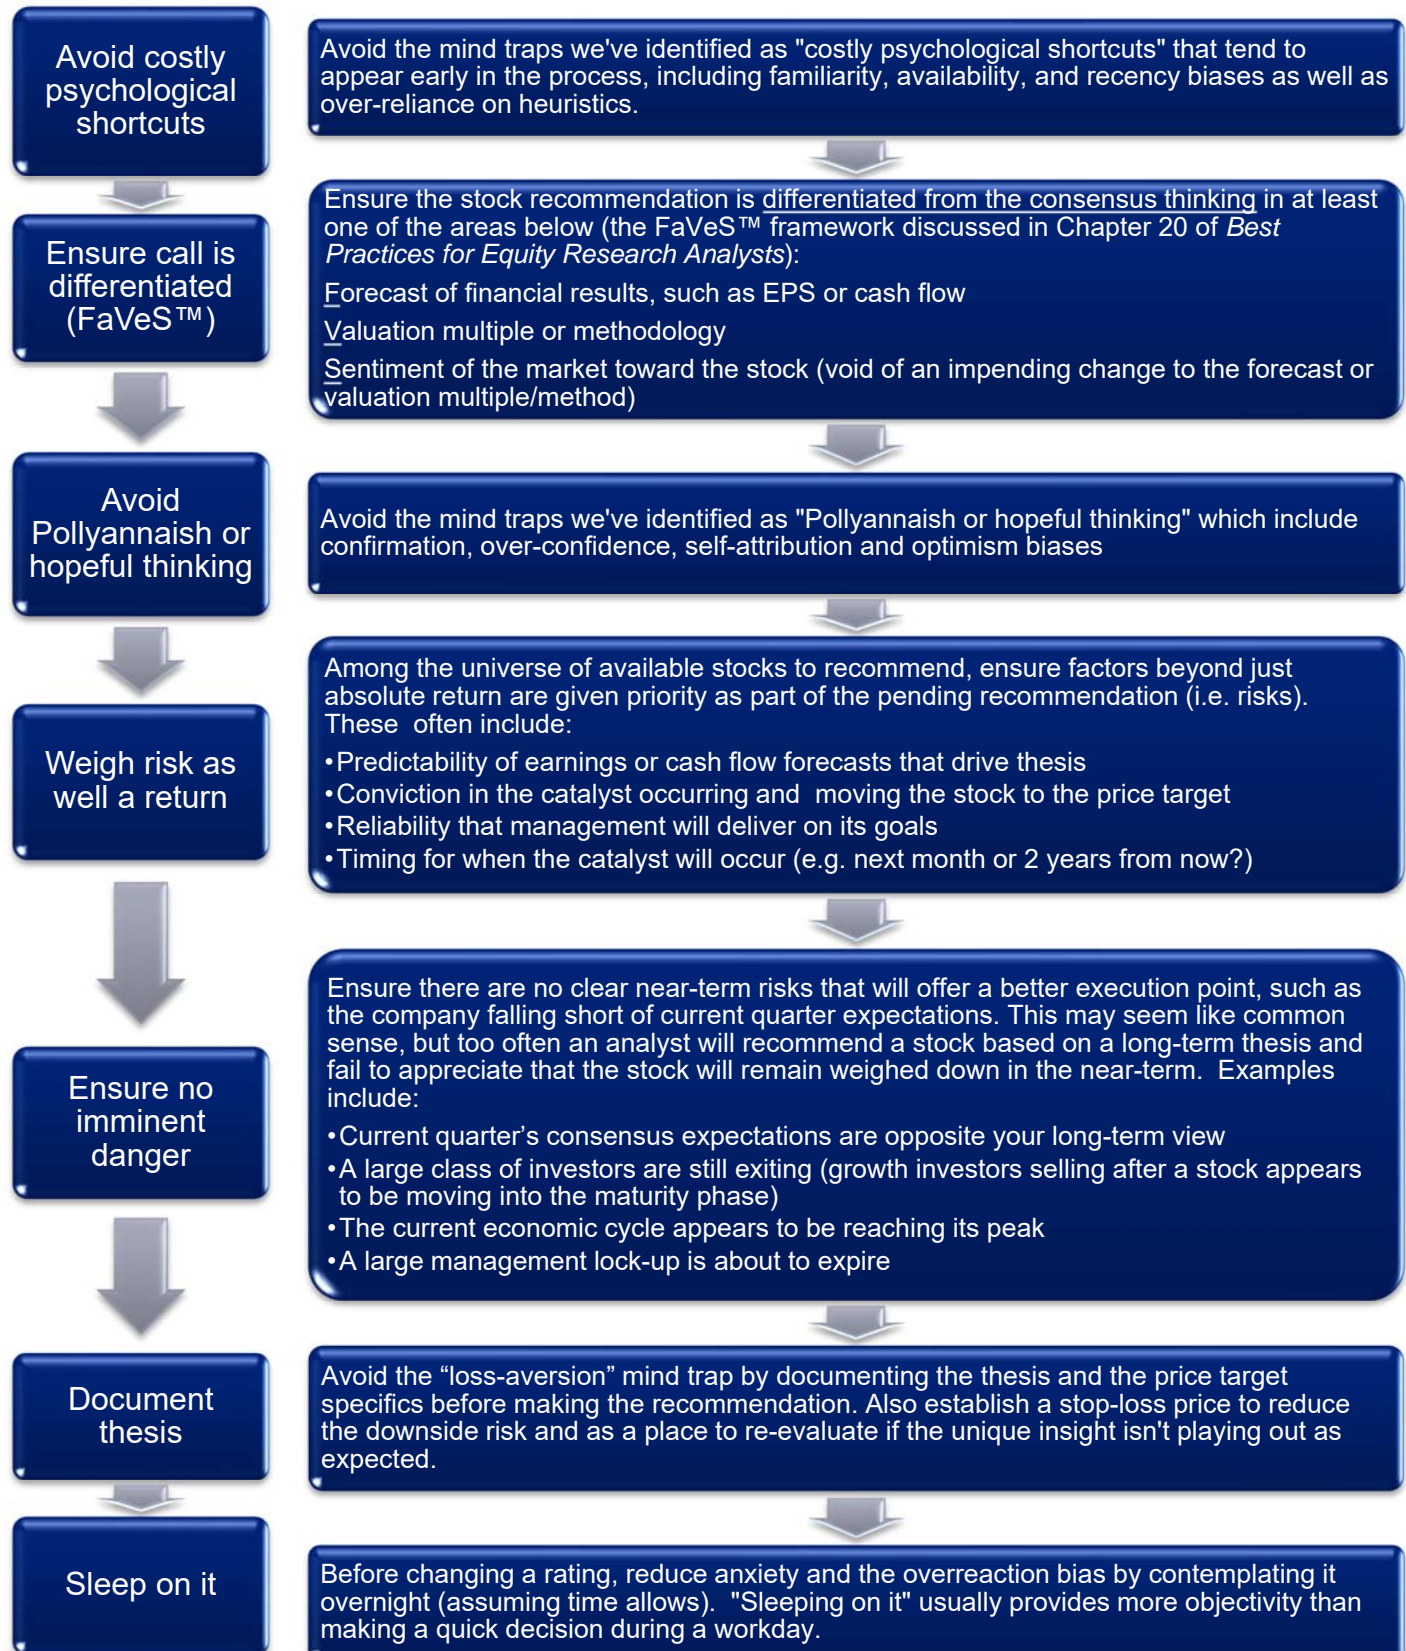 Avoid costly
psychological
shortcuts
Avoid the mind traps we've identified as "costly psychological shortcuts" that tend to
appear early in the process, including familiarity, availability, and recency biases as well as
over-reliance on heuristics.
Ensure call is
differentiated
(FaVeS™)
Ensure the stock recommendation is differentiated from the consensus thinking in at least
one of the areas below (the FaVeS™ framework discussed in Chapter 20 of Best
Practices for Equity Research Analysts):
Forecast of financial results, such as EPS or cash flow
Valuation multiple or methodology
Sentiment of the market toward the stock (void of an impending change to the forecast or
valuation multiple/method)
Avoid
Pollyannaish or
hopeful thinking
Avoid the mind traps we've identified as "Pollyannaish or hopeful thinking" which include
confirmation, over-confidence, self-attribution and optimism biases
Weigh risk as
well a return
Among the universe of available stocks to recommend, ensure factors beyond just
absolute return are given priority as part of the pending recommendation (i.e. risks).
These  often include:
•Predictability of earnings or cash flow forecasts that drive thesis
•Conviction in the catalyst occurring and  moving the stock to the price target
•Reliability that management will deliver on its goals
•Timing for when the catalyst will occur (e.g. next month or 2 years from now?)
Ensure no
imminent
danger
Ensure there are no clear near-term risks that will offer a better execution point, such as
the company falling short of current quarter expectations. This may seem like common
sense, but too often an analyst will recommend a stock based on a long-term thesis and
fail to appreciate that the stock will remain weighed down in the near-term.  Examples
include:
•Current quarter’s consensus expectations are opposite your long-term view
•A large class of investors are still exiting (growth investors selling after a stock appears
to be moving into the maturity phase)
•The current economic cycle appears to be reaching its peak
•A large management lock-up is about to expire
Document
thesis
Avoid the “loss-aversion” mind trap by documenting the thesis and the price target
specifics before making the recommendation. Also establish a stop-loss price to reduce
the downside risk and as a place to re-evaluate if the unique insight isn't playing out as
expected.
Sleep on it
Before changing a rating, reduce anxiety and the overreaction bias by contemplating it
overnight (assuming time allows).  "Sleeping on it" usually provides more objectivity than
making a quick decision during a workday.